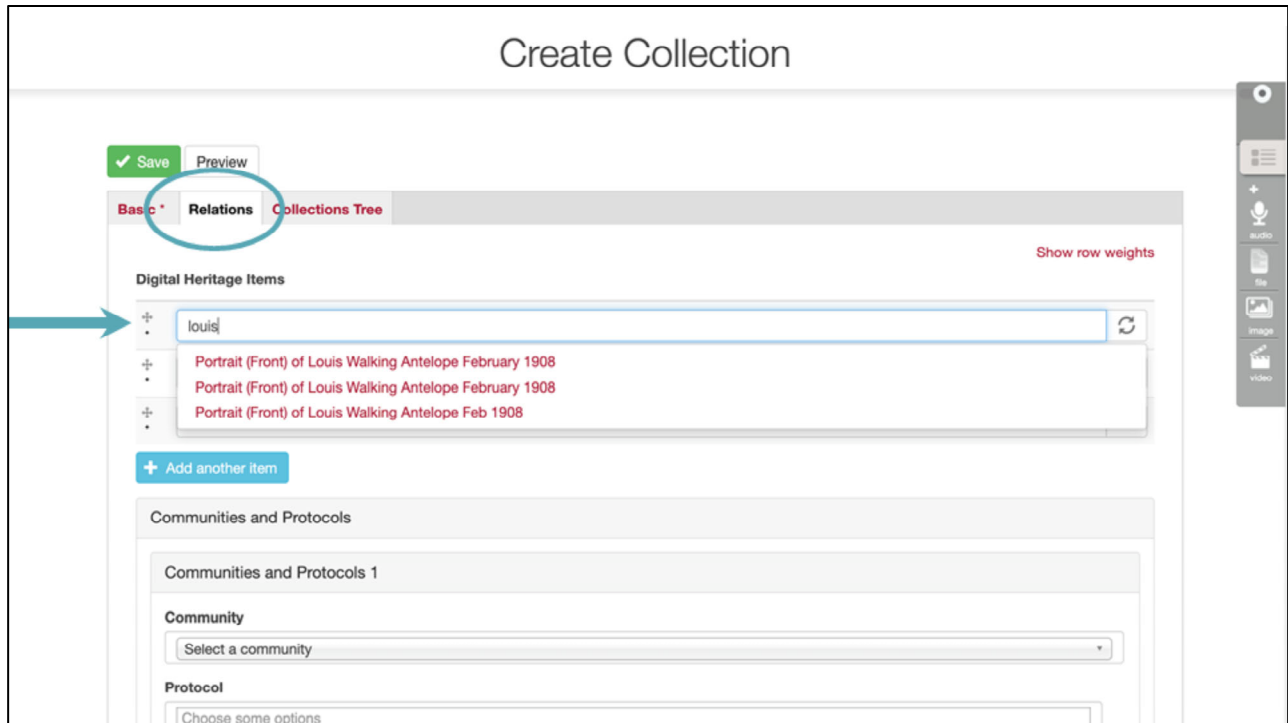 Create Collection
Save Preview
Basic * Relations Collections Tree
Show row weights
Digital Heritage Items
louis
Portrait (Front) of Louis Walking Antelope February 1908
Portrait (Front) of Louis Walking Antelope February 1908
Portrait (Front) of Louis Walking Antelope Feb 1908
+ Add another item
Communities and Protocols
Communities and Protocols 1
Community
Select a community
Protocol
Choose some options
audio
file
image
video